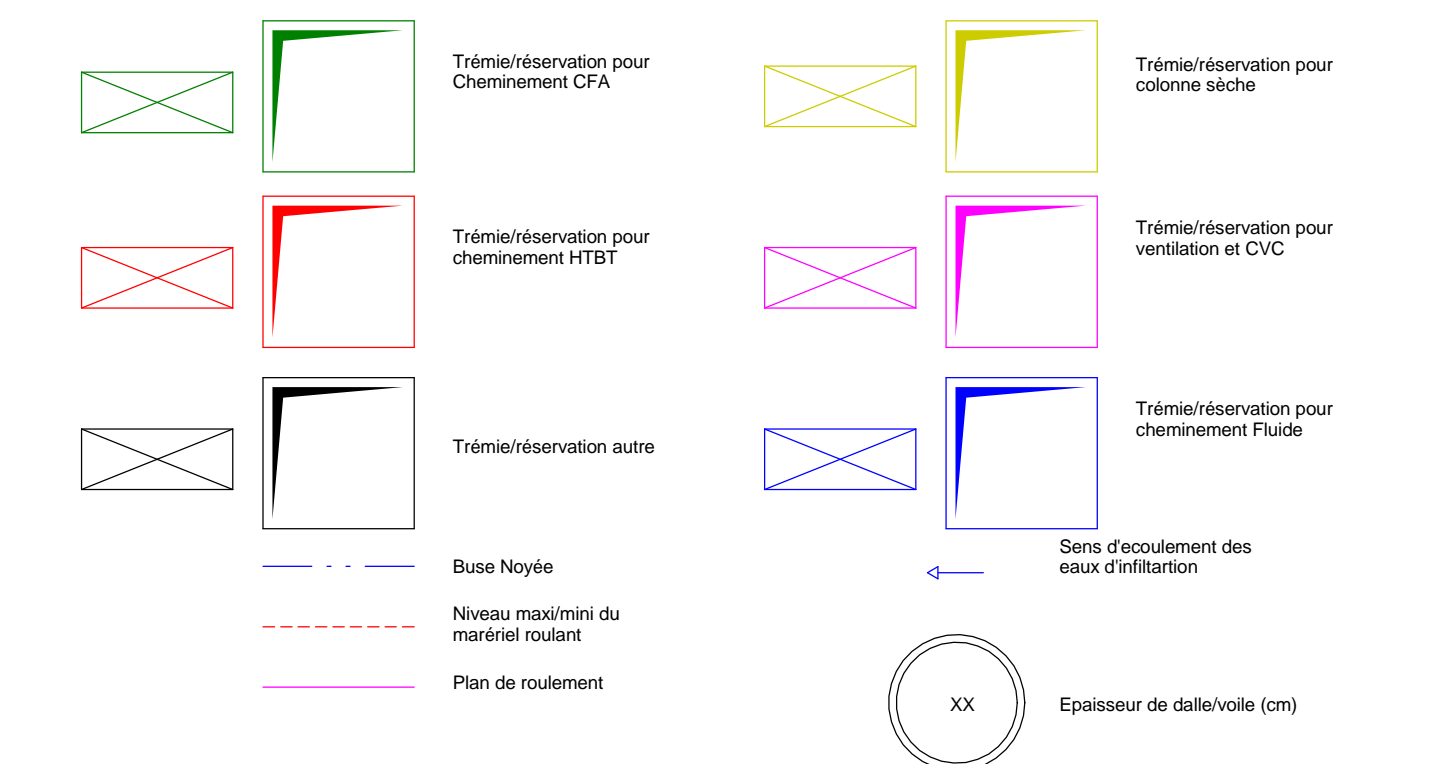 Trémie/réservation pour
Cheminement CFA
Trémie/réservation pour
colonne sèche
Trémie/réservation pour
cheminement HTBT
Trémie/réservation pour
ventilation et CVC
Trémie/réservation autre
Trémie/réservation pour
cheminement Fluide
Buse Noyée
Sens d'ecoulement des
eaux d'infiltartion
Niveau maxi/mini du
marériel roulant
Plan de roulement
XX
Epaisseur de dalle/voile (cm)